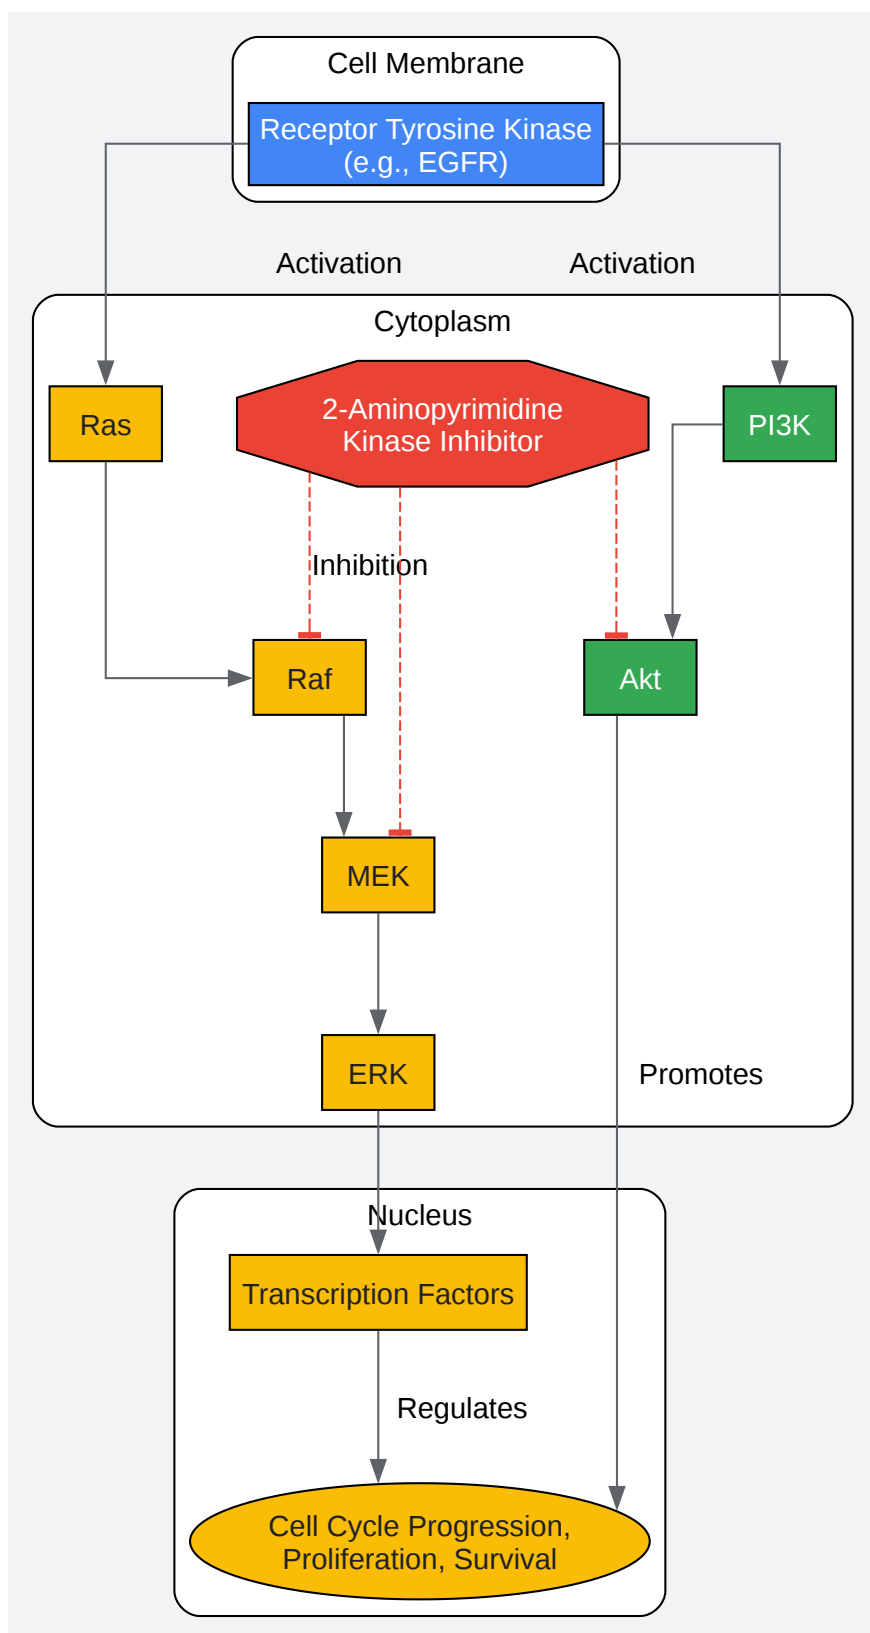 Cell Membrane
Receptor Tyrosine Kinase
(e.g., EGFR)
Activation
Activation
Cytoplasm
Ras
2-Aminopyrimidine
Kinase Inhibitor
PI3K
Inhibition
Raf
Akt
MEK
ERK
Promotes
Nucleus
Transcription Factors
Regulates
Cell Cycle Progression,
Proliferation, Survival